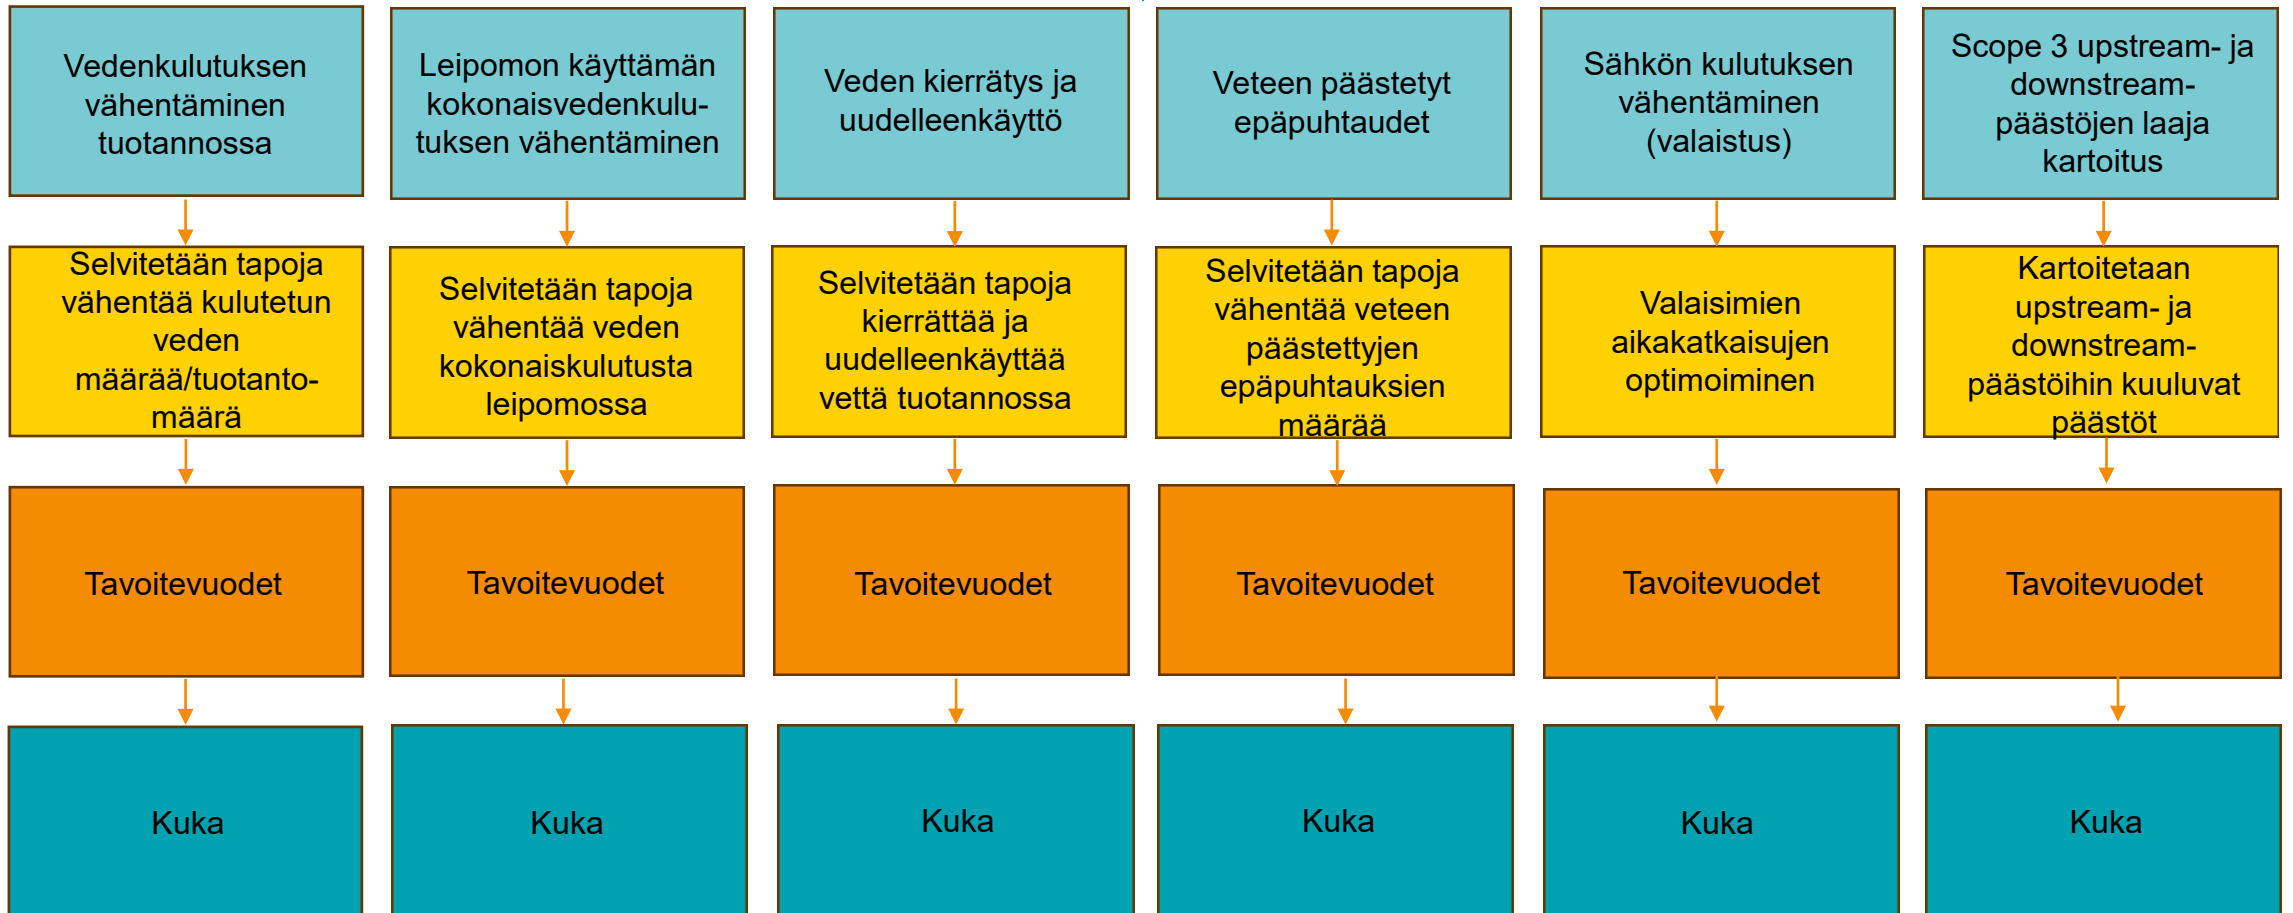 Vedenkulutuksen
vähentäminen
tuotannossa
Leipomon käyttämän
kokonaisvedenkulu-
tuksen vähentäminen
Veden kierrätys ja
uudelleenkäyttö
Veteen päästetyt
epäpuhtaudet
Sähkön kulutuksen
vähentäminen
(valaistus)
Scope 3 upstream- ja
downstream-
päästöjen laaja
kartoitus
Selvitetään tapoja
vähentää kulutetun
veden
määrää/tuotanto-
määrä
Selvitetään tapoja
vähentää veden
kokonaiskulutusta
leipomossa
Selvitetään tapoja
kierrättää ja
uudelleenkäyttää
vettä tuotannossa
Selvitetään tapoja
vähentää veteen
päästettyjen
epäpuhtauksien
määrää
Valaisimien
aikakatkaisujen
optimoiminen
Kartoitetaan
upstream- ja
downstream-
päästöihin kuuluvat
päästöt
Tavoitevuodet
Tavoitevuodet
Tavoitevuodet
Tavoitevuodet
Tavoitevuodet
Tavoitevuodet
Kuka
Kuka
Kuka
Kuka
Kuka
Kuka